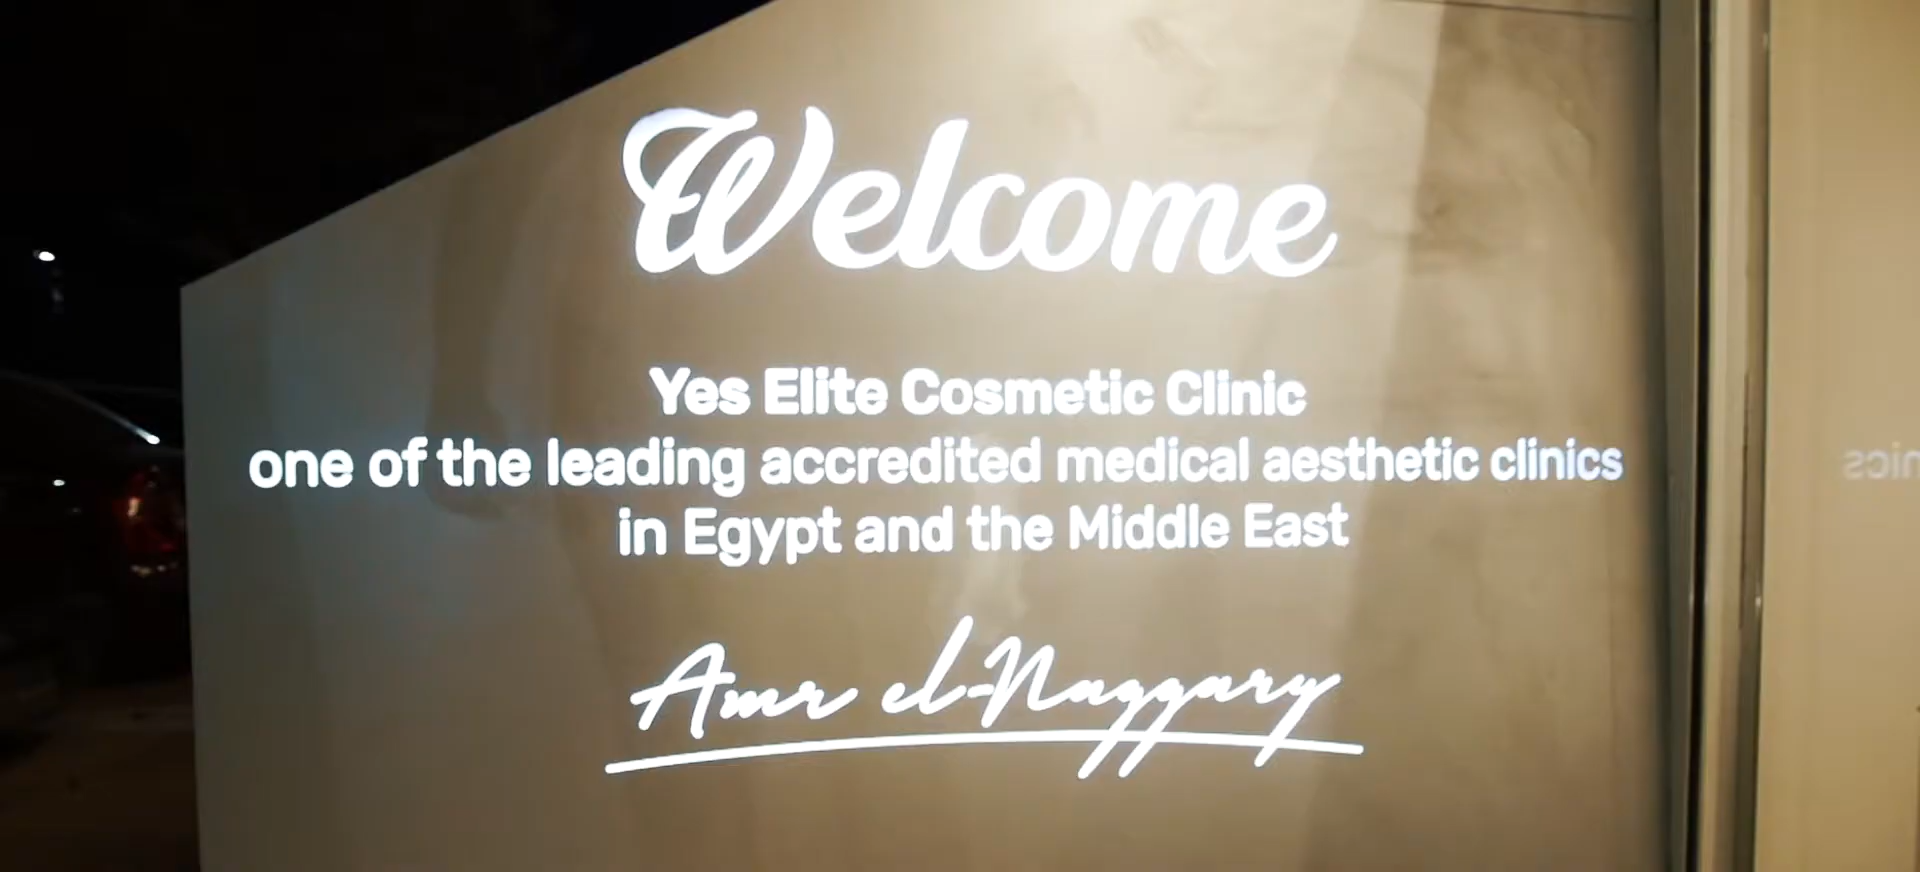 Welcome
Yes Elite Cosmetic Clinic
one of the leading accredited medical aesthetic clinics
in Egypt and the Middle East
Amr el-Naggary